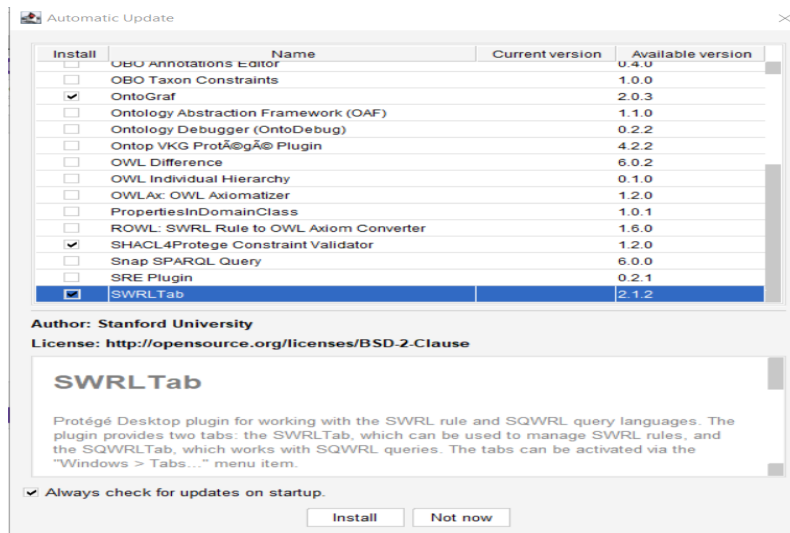 Automatic Update
Install Name Current version Available version
OBO Annotations Editor 0.4.0
OBO Taxon Constraints 1.0.0
OntoGraf 2.0.3
Ontology Abstraction Framework (OAF) 1.1.0
Ontology Debugger (OntoDebug) 0.2.2
Ontop VKG ProtÃ©gÃ© Plugin 4.2.2
OWL Difference 6.0.2
OWL Individual Hierarchy 0.1.0
OWLAx: OWL Axiomatizer 1.2.0
PropertiesInDomainClass 1.0.1
ROWL: SWRL Rule to OWL Axiom Converter 1.6.0
SHACL4Protege Constraint Validator 1.2.0
Snap SPARQL Query 6.0.0
SRE Plugin 0.2.1
SWRLTab 2.1.2
Author: Stanford University
License: http://opensource.org/licenses/BSD-2-Clause
SWRLTab
Protégé Desktop plugin for working with the SWRL rule and SQWRL query languages. The
plugin provides two tabs: the SWRLTab, which can be used to manage SWRL rules, and
the SQWRLTab, which works with SQWRL queries. The tabs can be activated via the
"Windows > Tabs..." menu item.
Always check for updates on startup.
Install Not now